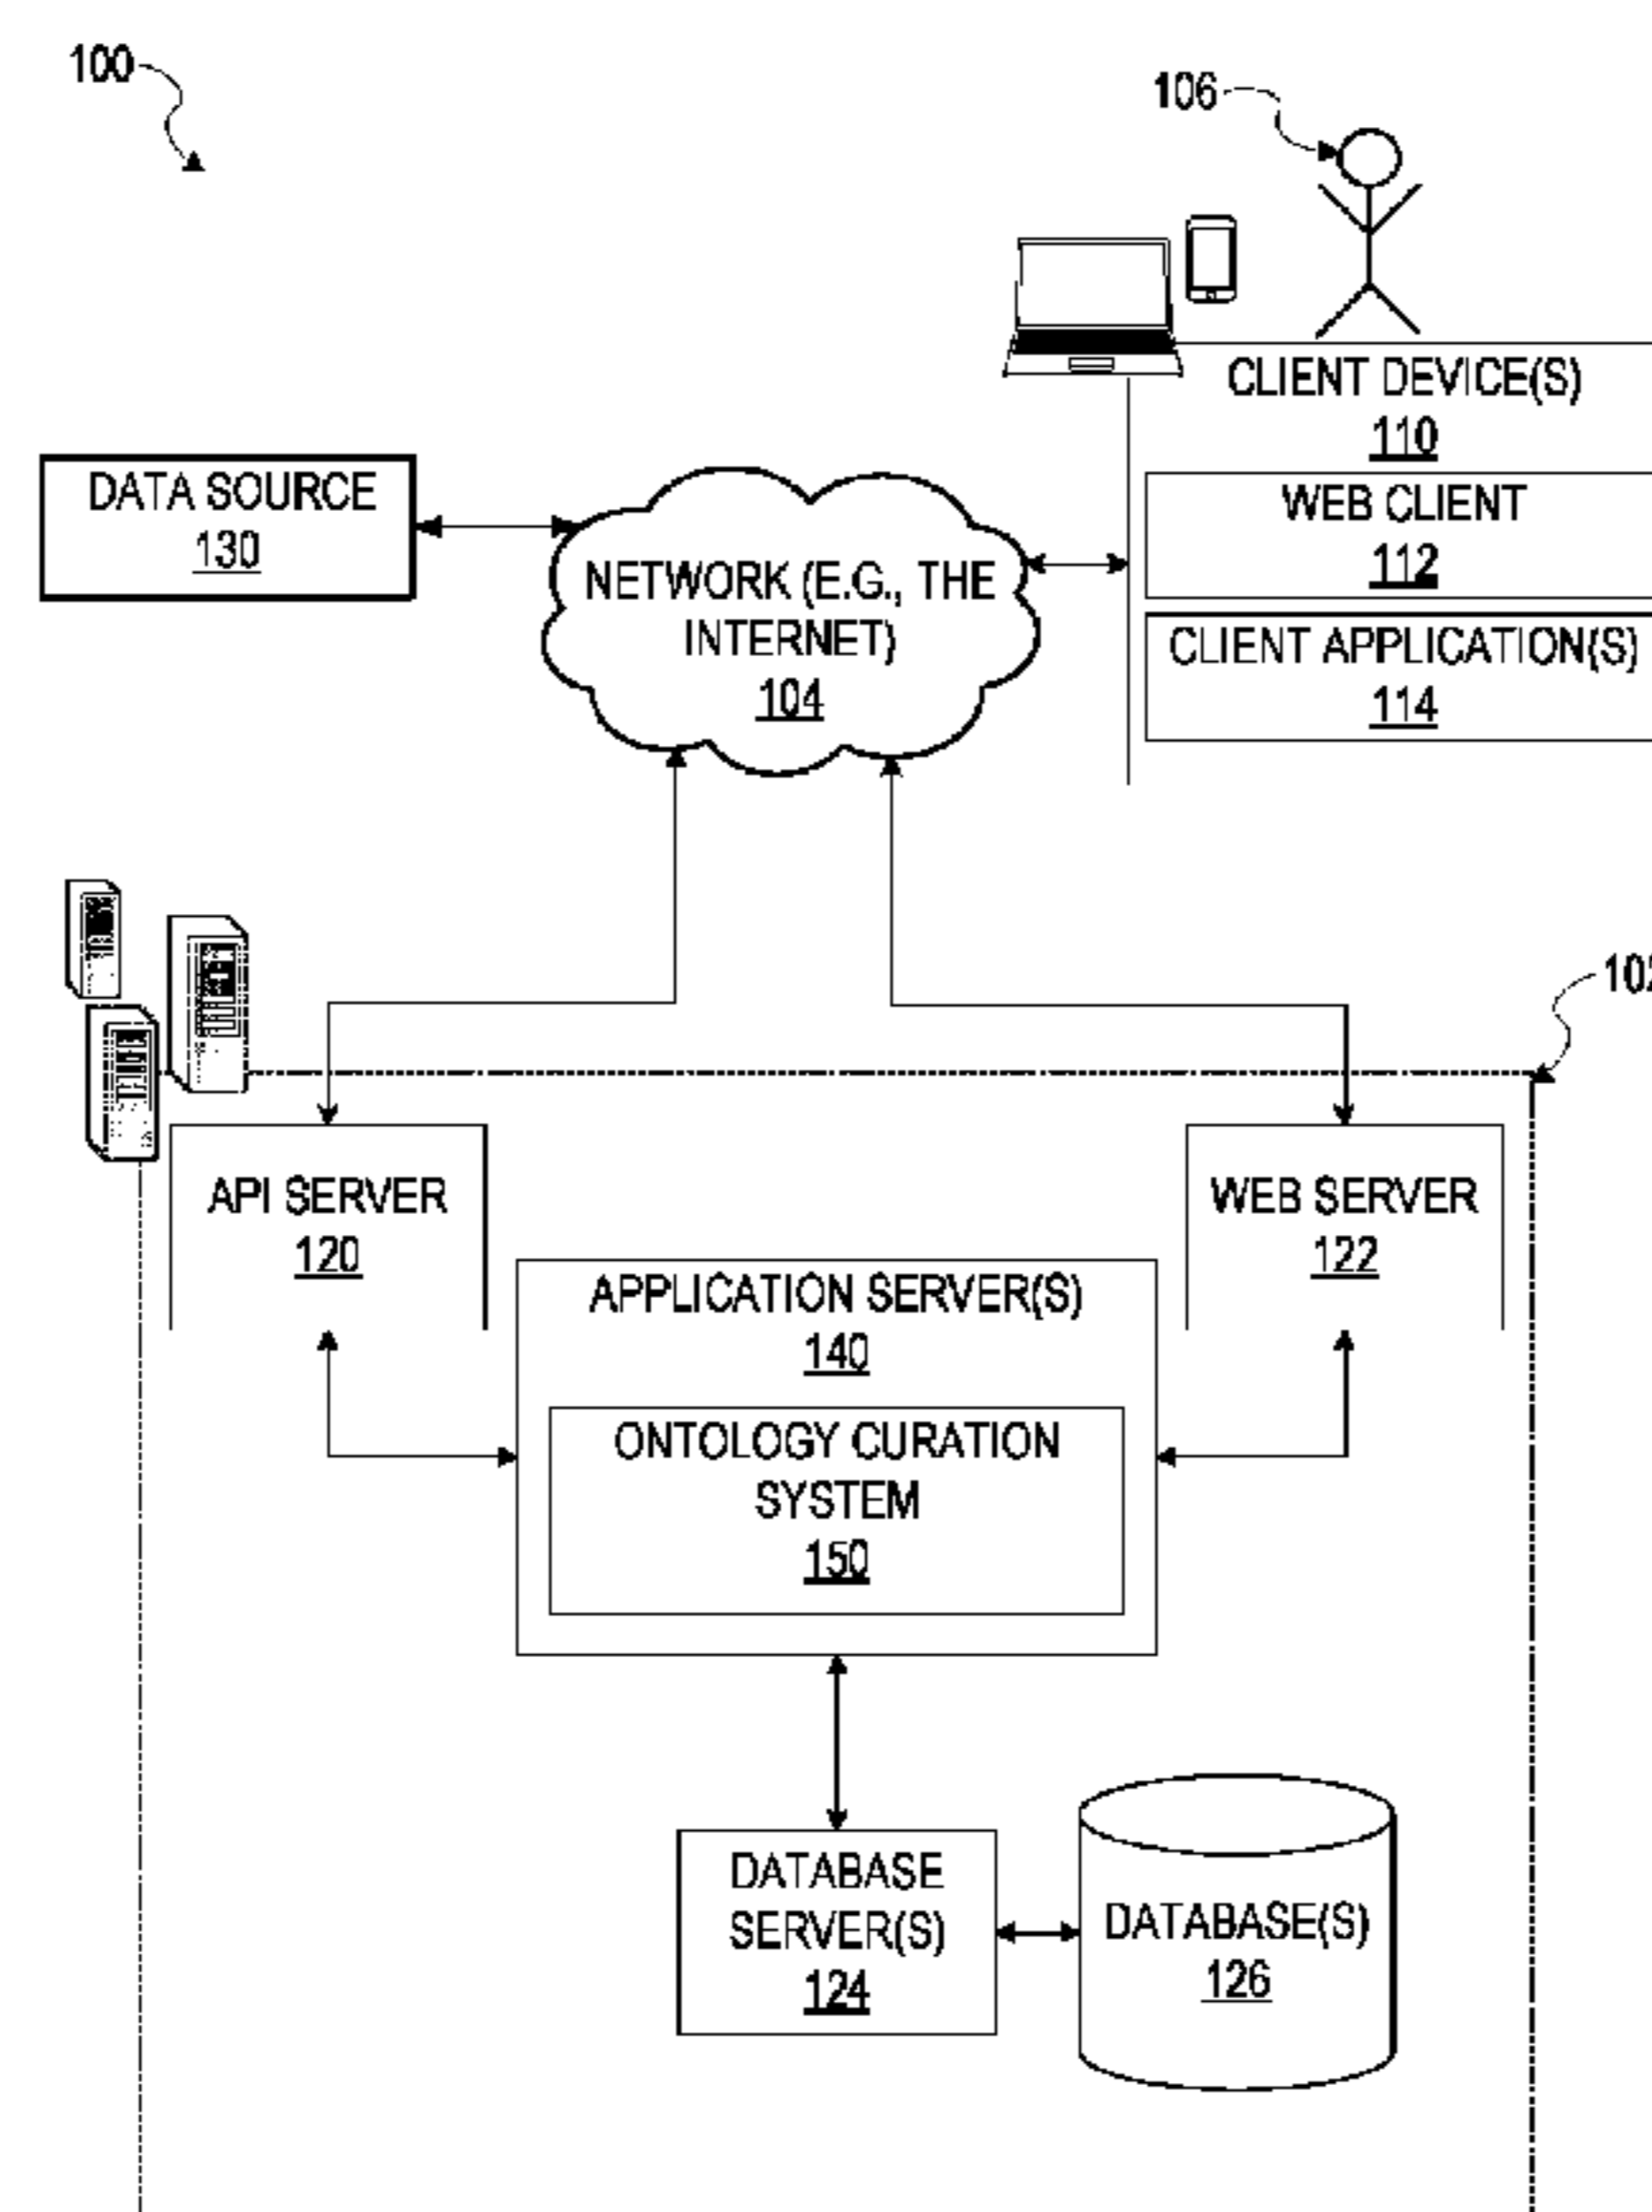 100
106
CLIENT DEVICE(S)
110
DATA SOURCE
130
WEB CLIENT
112
NETWORK (E.G., THE
INTERNET)
104
CLIENT APPLICATION(S)
114
102
API SERVER
120
WEB SERVER
122
APPLICATION SERVER(S)
140
ONTOLOGY CURATION
SYSTEM
150
DATABASE
SERVER(S)
124
DATABASE(S)
126